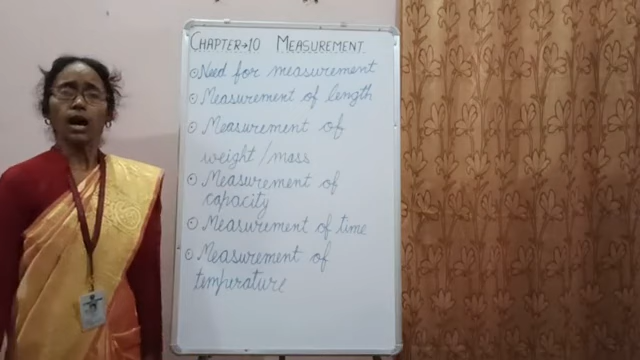 CHAPTER→10 MEASUREMENT
⊙ Need for measurement
⊙ Measurement of length
⊙ Measurement of
weight/mass
⊙ Measurement of
capacity
⊙ Measurement of time
⊙ Measurement of
temperature